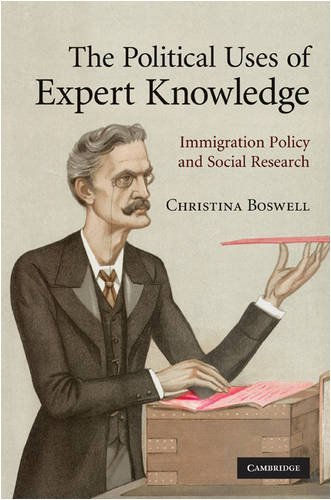 The Political Uses of
Expert Knowledge
Immigration Policy
and Social Research
CHRISTINA BOSWELL
CAMBRIDGE